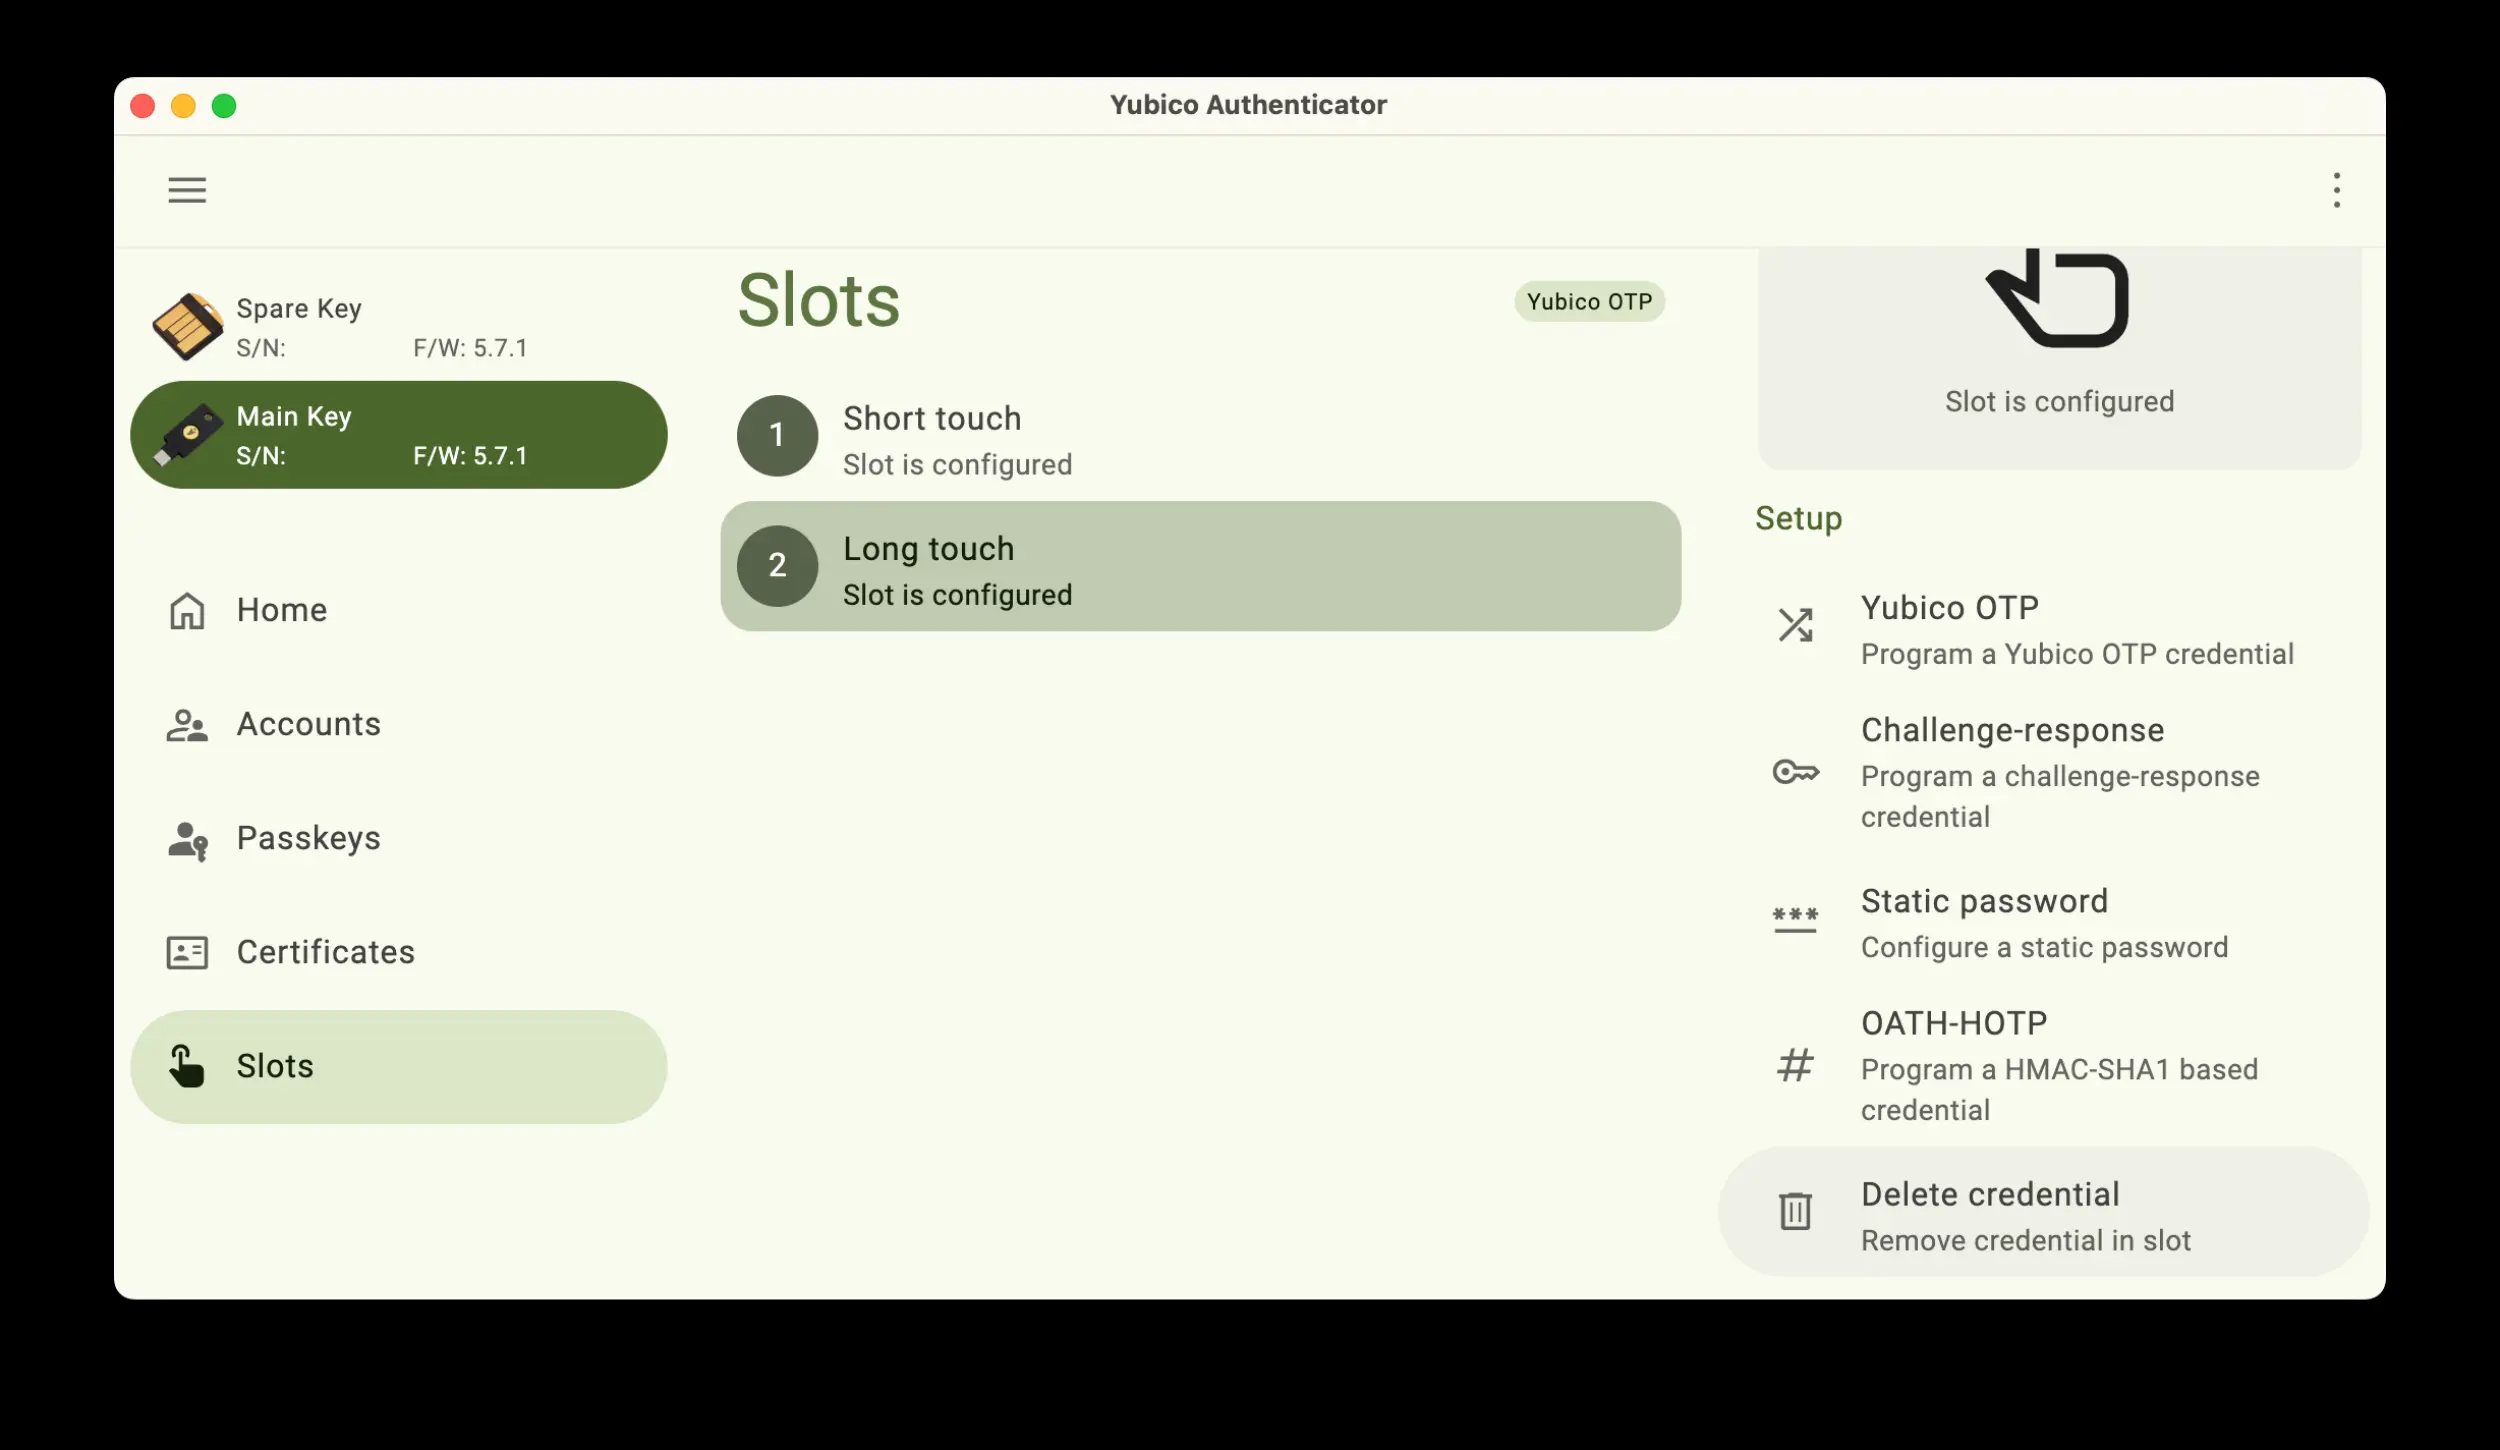 Yubico Authenticator
Spare Key
S/N: F/W: 5.7.1
Main Key
S/N: F/W: 5.7.1
Home
Accounts
Passkeys
Certificates
Slots
Slots
Yubico OTP
1
Short touch
Slot is configured
2
Long touch
Slot is configured
Slot is configured
Setup
Yubico OTP
Program a Yubico OTP credential
Challenge-response
Program a challenge-response
credential
Static password
Configure a static password
OATH-HOTP
Program a HMAC-SHA1 based
credential
Delete credential
Remove credential in slot